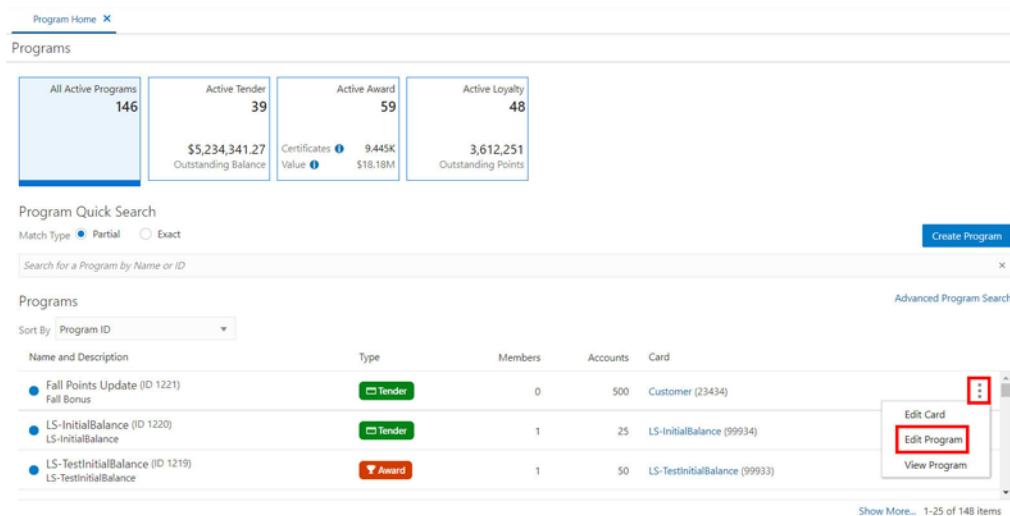 Program Home ×
Programs
All Active Programs
146
Active Tender
39
$5,234,341.27
Outstanding Balance
Active Award
59
Certificates 9.445K
Value $18.18M
Active Loyalty
48
3,612,251
Outstanding Points
Program Quick Search
Match Type Partial Exact
Create Program
Search for a Program by Name or ID ×
Programs
Advanced Program Search
Sort By Program ID
Name and Description Type Members Accounts Card
Fall Points Update (ID 1221) Tender 0 500 Customer (23434)
Fall Bonus
LS-InitialBalance (ID 1220) Tender 1 25 LS-InitialBalance (99934)
LS-InitialBalance
LS-TestInitialBalance (ID 1219) Award 1 50 LS-TestInitialBalance (99933)
LS-TestInitialBalance
Edit Card
Edit Program
View Program
Show More... 1-25 of 148 items